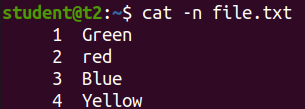 student@t2:~$ cat -n file.txt
1 Green
2 red
3 Blue
4 Yellow